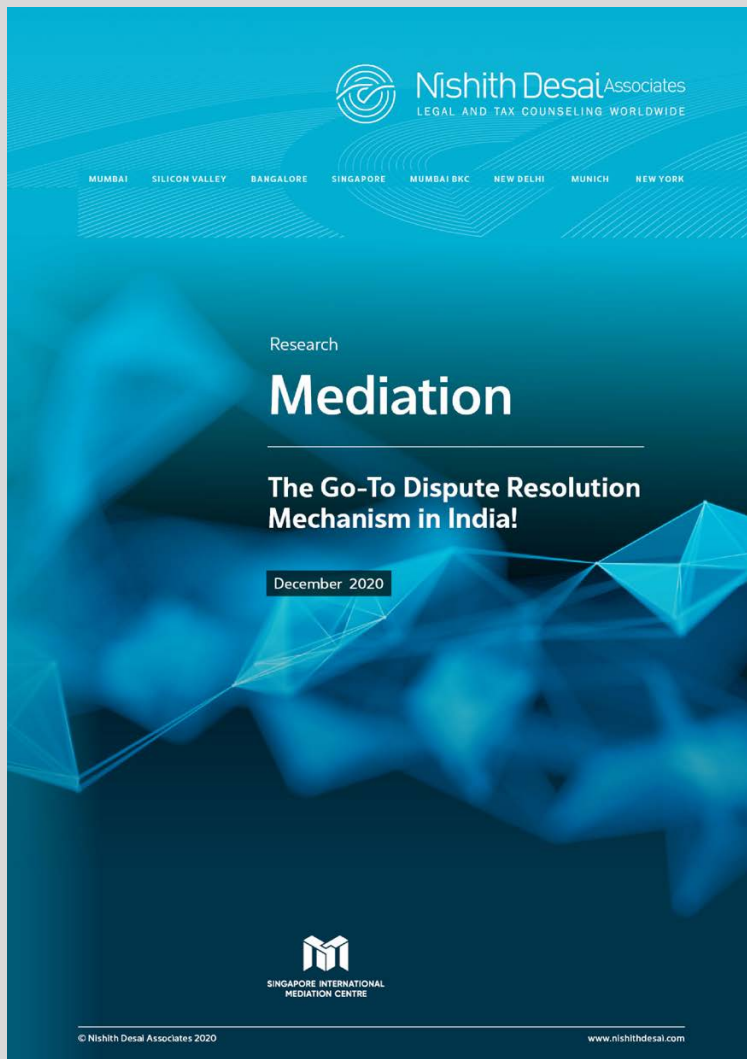 Nishith Desai Associates
LEGAL AND TAX COUNSELING WORLDWIDE
MUMBAI SILICON VALLEY BANGALORE SINGAPORE MUMBAI BKC NEW DELHI MUNICH NEW YORK
Research
Mediation
The Go-To Dispute Resolution
Mechanism in India!
December 2020
SINGAPORE INTERNATIONAL
MEDIATION CENTRE
© Nishith Desai Associates 2020 www.nishithdesai.com